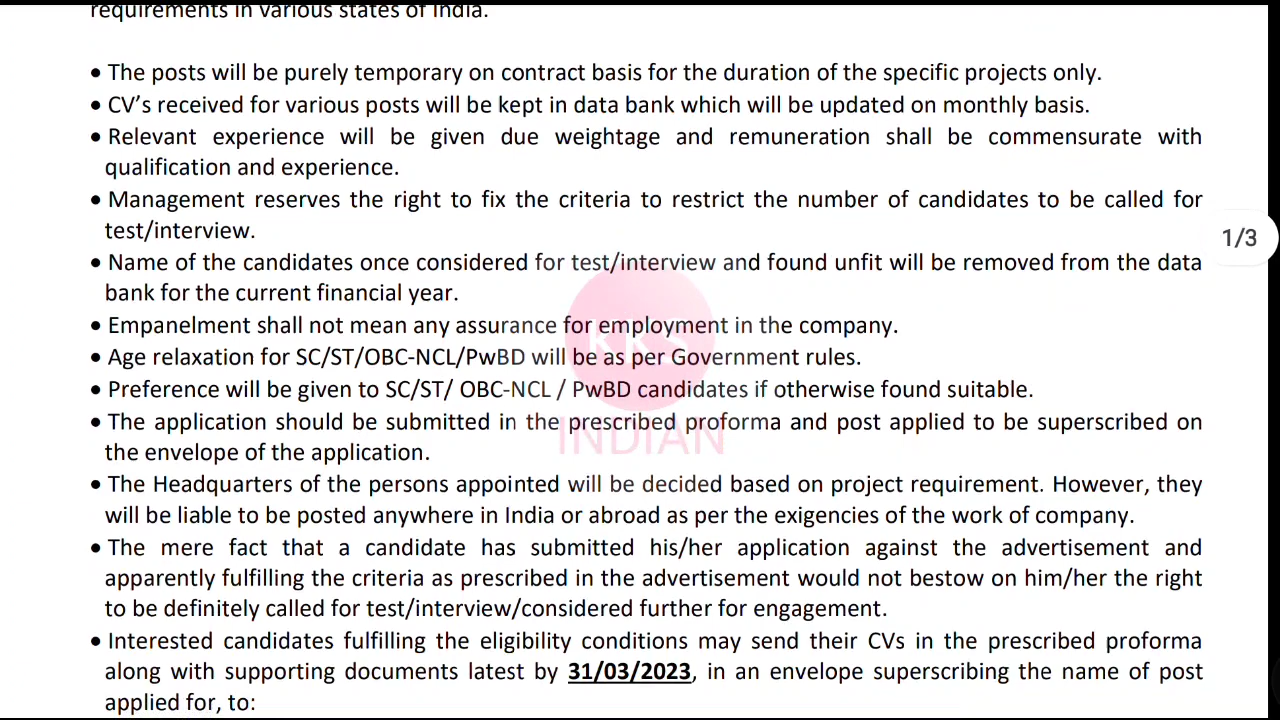 requirements in various states of India.
• The posts will be purely temporary on contract basis for the duration of the specific projects only.
• CV’s received for various posts will be kept in data bank which will be updated on monthly basis.
• Relevant experience will be given due weightage and remuneration shall be commensurate with
qualification and experience.
• Management reserves the right to fix the criteria to restrict the number of candidates to be called for
test/interview.
1/3
• Name of the candidates once considered for test/interview and found unfit will be removed from the data
bank for the current financial year.
• Empanelment shall not mean any assurance for employment in the company.
KKS
• Age relaxation for SC/ST/OBC-NCL/PwBD will be as per Government rules.
• Preference will be given to SC/ST/ OBC-NCL / PwBD candidates if otherwise found suitable.
• The application should be submitted in the prescribed proforma and post applied to be superscribed on
INDIAN
the envelope of the application.
• The Headquarters of the persons appointed will be decided based on project requirement. However, they
will be liable to be posted anywhere in India or abroad as per the exigencies of the work of company.
• The mere fact that a candidate has submitted his/her application against the advertisement and
apparently fulfilling the criteria as prescribed in the advertisement would not bestow on him/her the right
to be definitely called for test/interview/considered further for engagement.
• Interested candidates fulfilling the eligibility conditions may send their CVs in the prescribed proforma
along with supporting documents latest by 31/03/2023, in an envelope superscribing the name of post
applied for, to: